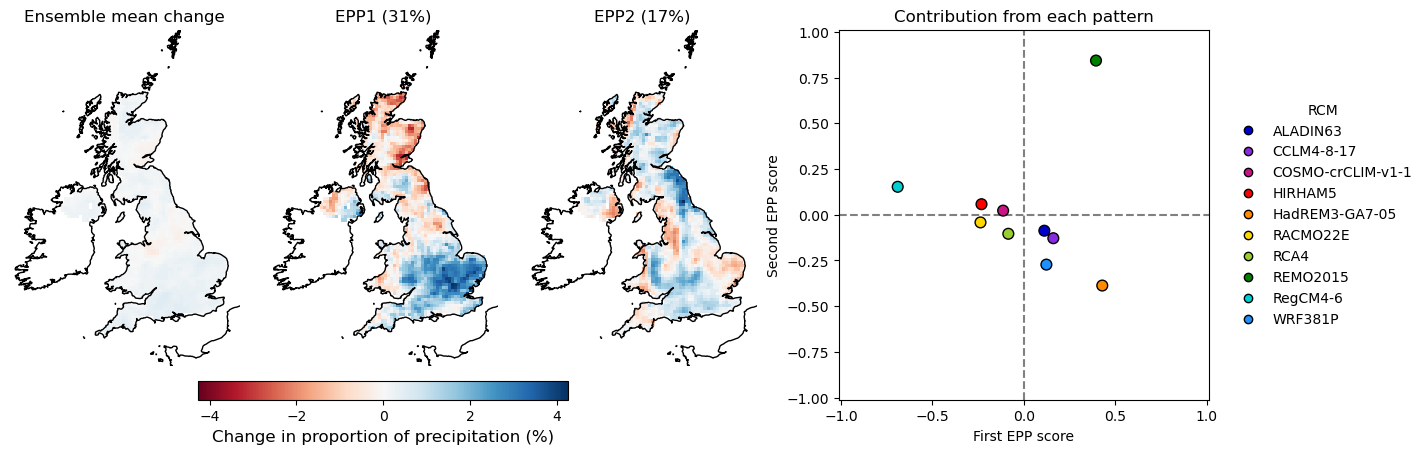 Ensemble mean change
EPP1 (31%)
EPP2 (17%)
Contribution from each pattern
−4 −2 0 2 4
Change in proportion of precipitation (%)
Second EPP score
1.00
0.75
0.50
0.25
0.00
−0.25
−0.50
−0.75
−1.00
−1.0 −0.5 0.0 0.5 1.0
First EPP score
RCM
ALADIN63
CCLM4-8-17
COSMO-crCLIM-v1-1
HIRHAM5
HadREM3-GA7-05
RACMO22E
RCA4
REMO2015
RegCM4-6
WRF381P